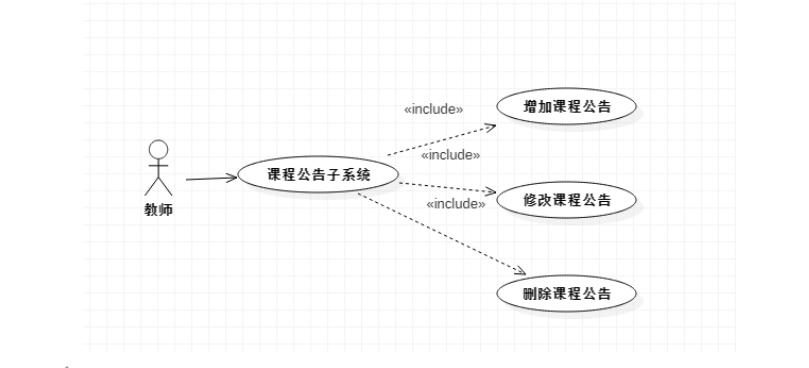 «include»
增加课程公告
«include»
课程公告子系统
«include»
修改课程公告
教师
删除课程公告